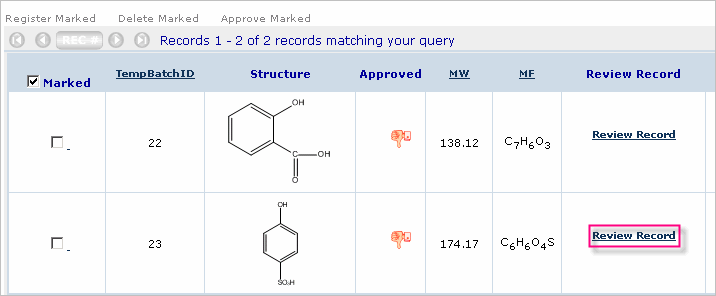 Register Marked Delete Marked Approve Marked
REC # Records 1 - 2 of 2 records matching your query
Marked TempBatchID Structure Approved MW MF Review Record
OH
22 138.12 C7H6O3 Review Record
C—OH
O
OH
23 174.17 C6H6O4S Review Record
SO3H